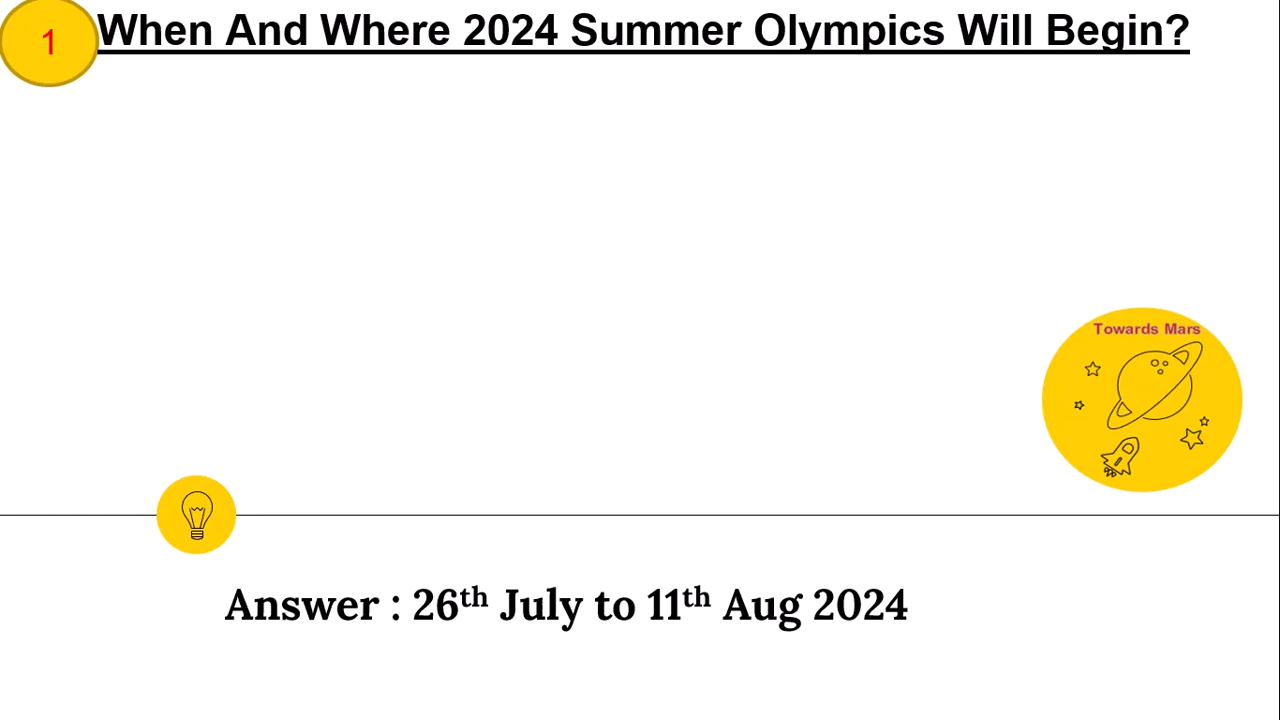 1
When And Where 2024 Summer Olympics Will Begin?
Towards Mars
Answer : 26th July to 11th Aug 2024